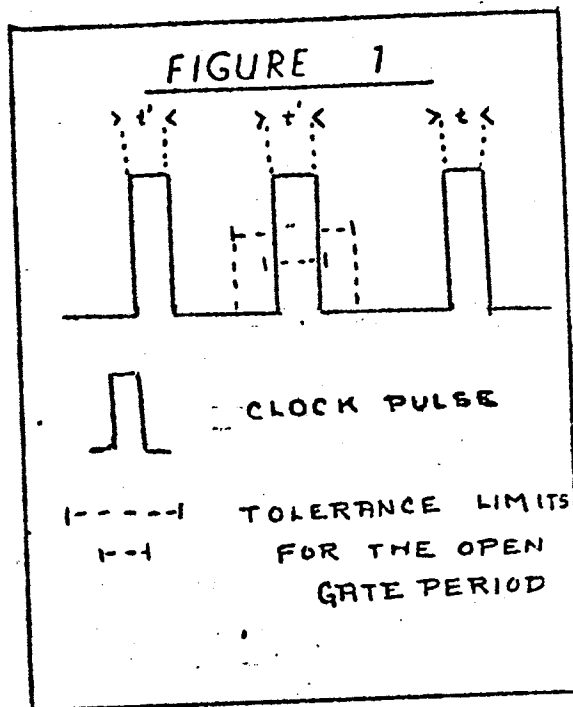 FIGURE 1
> t' < > t' < > t <
CLOCK PULSE
TOLERANCE LIMITS
FOR THE OPEN
GATE PERIOD